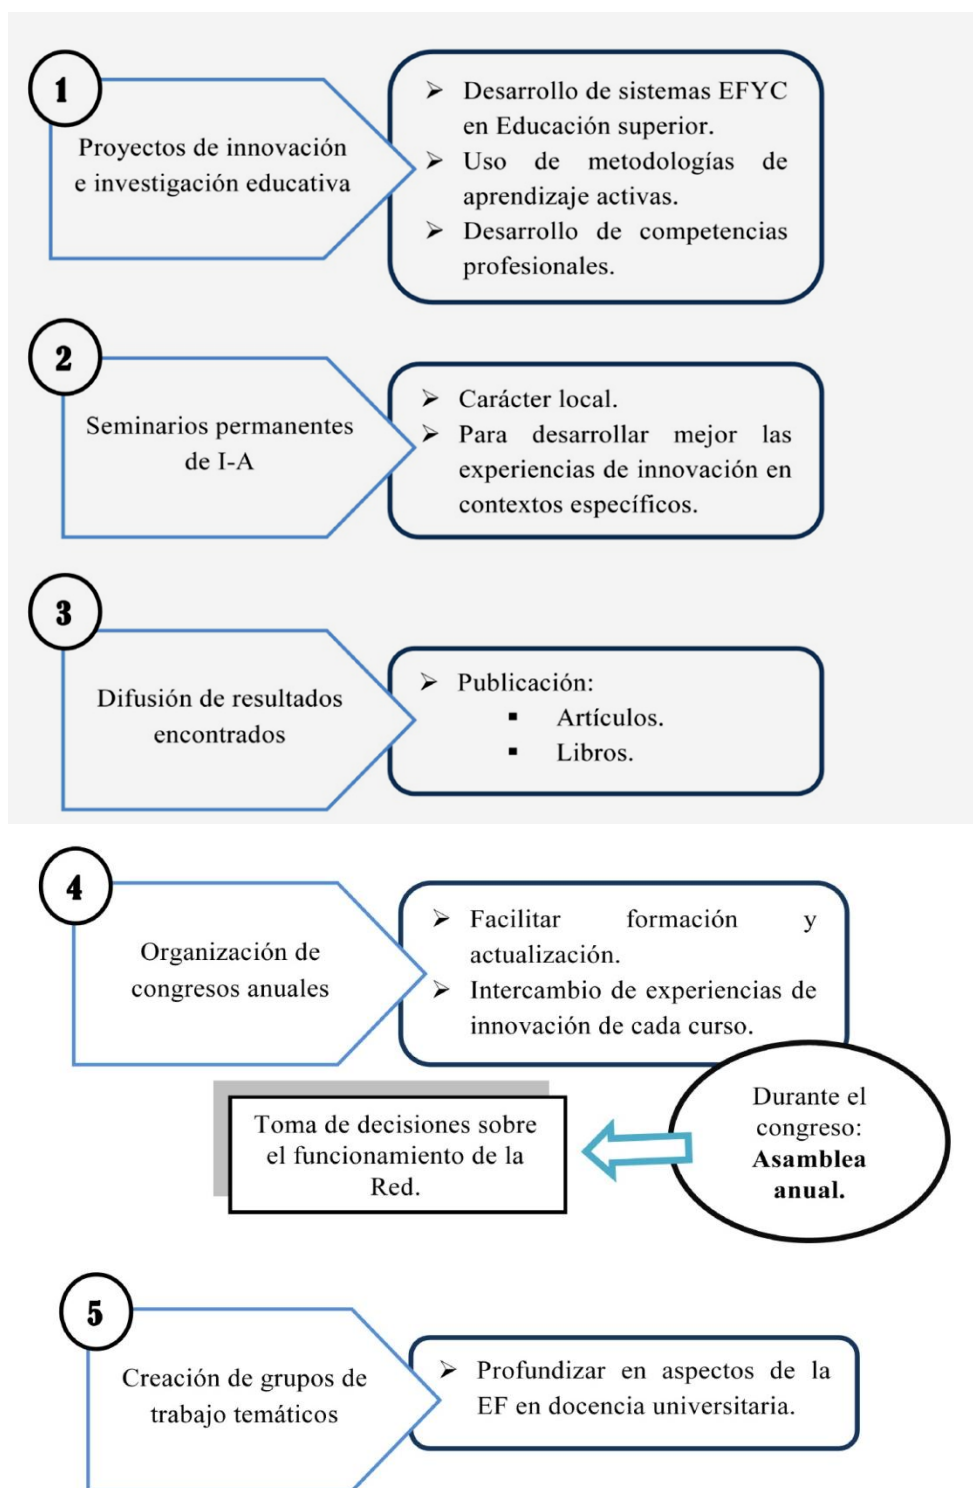 1
Proyectos de innovación
e investigación educativa
➢ Desarrollo de sistemas EFYC
en Educación superior.
➢ Uso de metodologías de
aprendizaje activas.
➢ Desarrollo de competencias
profesionales.
2
Seminarios permanentes
de I-A
➢ Carácter local.
➢ Para desarrollar mejor las
experiencias de innovación en
contextos específicos.
3
Difusión de resultados
encontrados
➢ Publicación:
▪ Artículos.
▪ Libros.
4
Organización de
congresos anuales
➢ Facilitar formación y
actualización.
➢ Intercambio de experiencias de
innovación de cada curso.
Durante el
congreso:
Asamblea
anual.
Toma de decisiones sobre
el funcionamiento de la
Red.
5
Creación de grupos de
trabajo temáticos
➢ Profundizar en aspectos de la
EF en docencia universitaria.